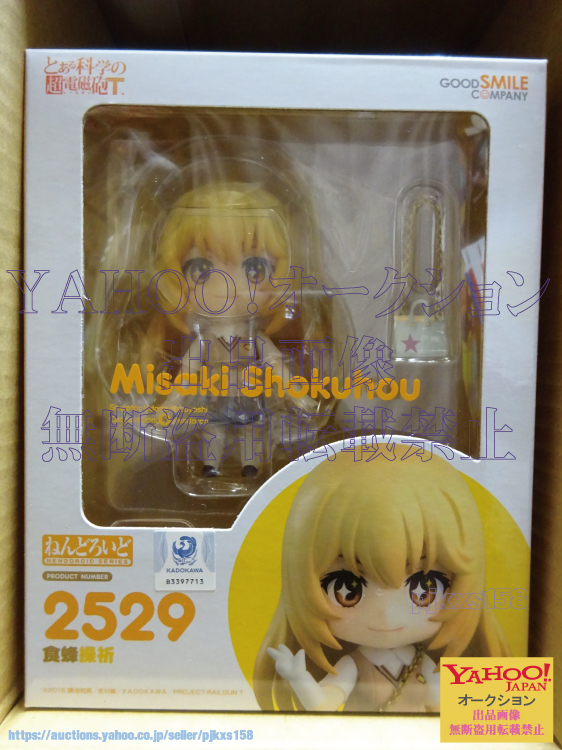 とある科学の
超電磁砲T
GOOD SMILE
COMPANY
YAHOO!オークション
出品画像
Misaki Shokuhou
無断盗用転載禁止
ねんどろいど
NENDOROID SERIES
PRODUCT NUMBER
2529
食蜂操祈
KADOKAWA
83397713
pjkxs158
YAHOO!
JAPAN
オークション
出品画像
無断盗用転載禁止
https://auctions.yahoo.co.jp/seller/pjkxs158